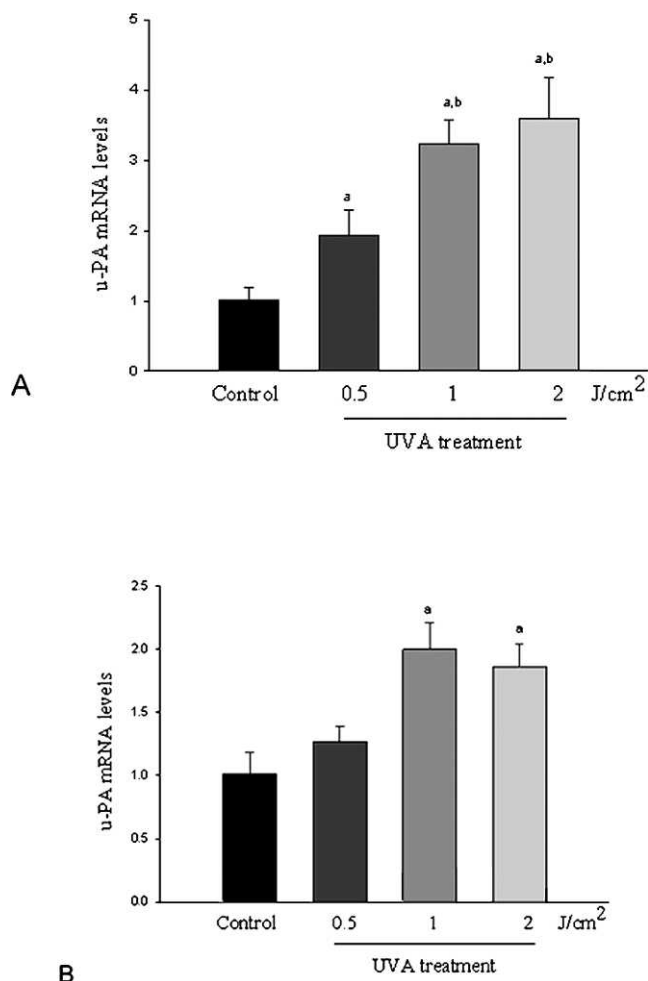 5
4
3
2
1
0
u-PA mRNA levels
a
a,b
a,b
Control 0.5 1 2 J/cm²
UVA treatment
A
2.5
2.0
1.5
1.0
0.5
0.0
u-PA mRNA levels
a
a
Control 0.5 1 2 J/cm²
UVA treatment
B